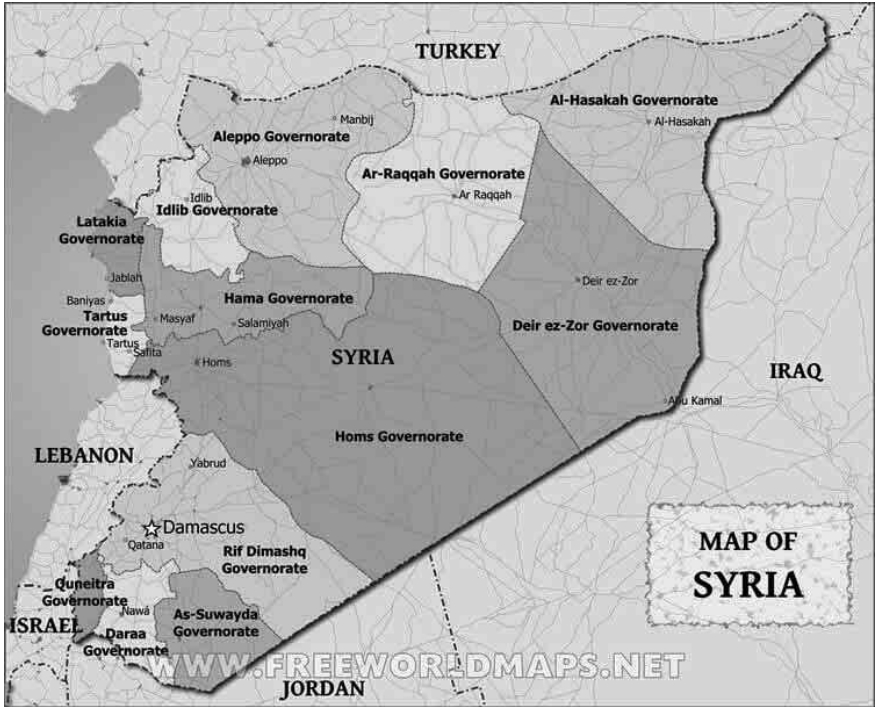 TURKEY
Al-Hasakah Governorate
Manbij
Al-Hasakah
Aleppo Governorate
Aleppo
Ar-Raqqah Governorate
Ar Raqqah
Idlib
Idlib Governorate
Latakia
Governorate
Jablah
Deir ez-Zor
Baniyas
Hama Governorate
Tartus
Governorate
Masyaf
Salamiyah
Deir ez-Zor Governorate
Tartus
Safita
SYRIA
Homs
IRAQ
Abu Kamal
Homs Governorate
LEBANON
Yabrud
Damascus
Qatana
Rif Dimashq
Governorate
MAP OF
SYRIA
Quneitra
Governorate
Nawá
As-Suwayda
Governorate
ISRAEL
Daraa
Governorate
WWW.FREEWORLDMAPS.NET
JORDAN